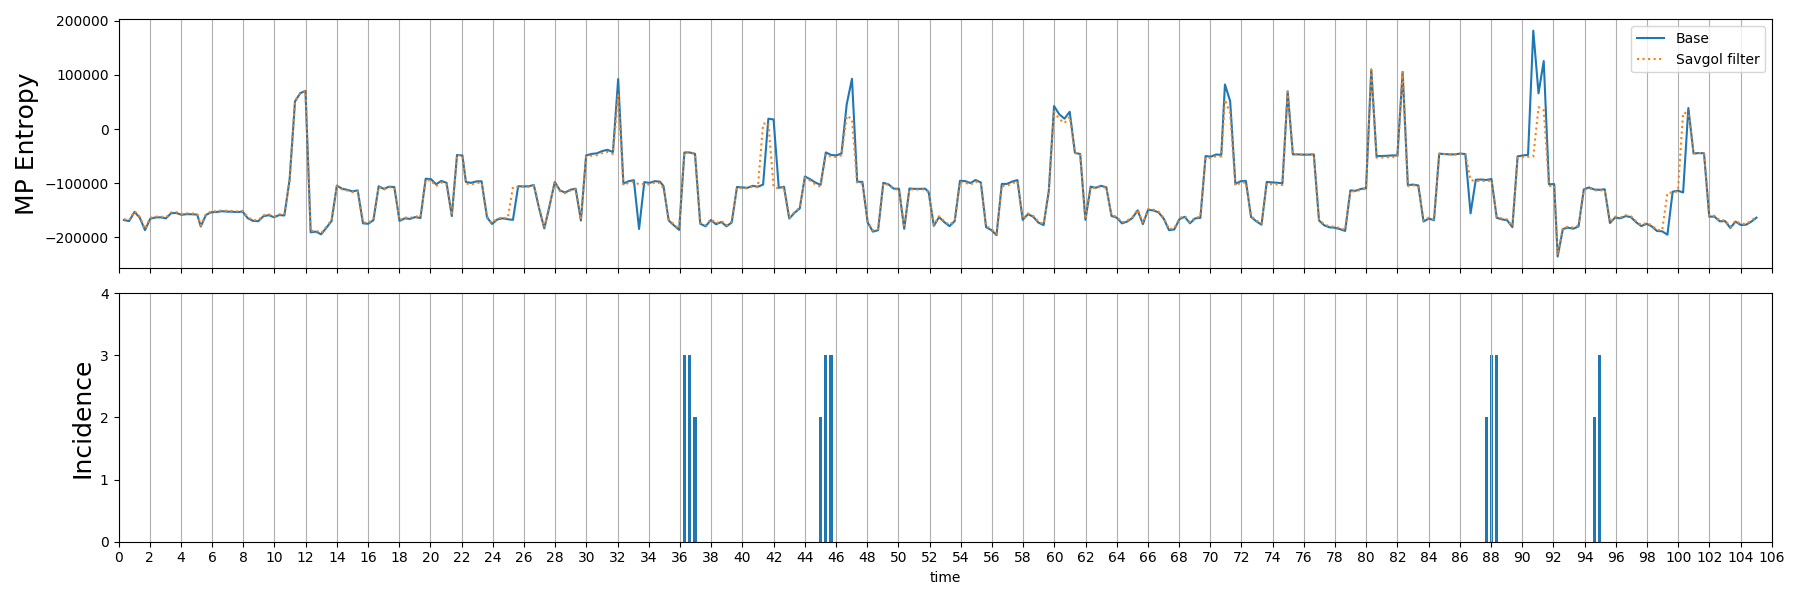 200000
100000
0
−100000
−200000
MP Entropy
Base
Savgol filter
4
3
2
1
0
Incidence
0 2 4 6 8 10 12 14 16 18 20 22 24 26 28 30 32 34 36 38 40 42 44 46 48 50 52 54 56 58 60 62 64 66 68 70 72 74 76 78 80 82 84 86 88 90 92 94 96 98 100 102 104 106
time